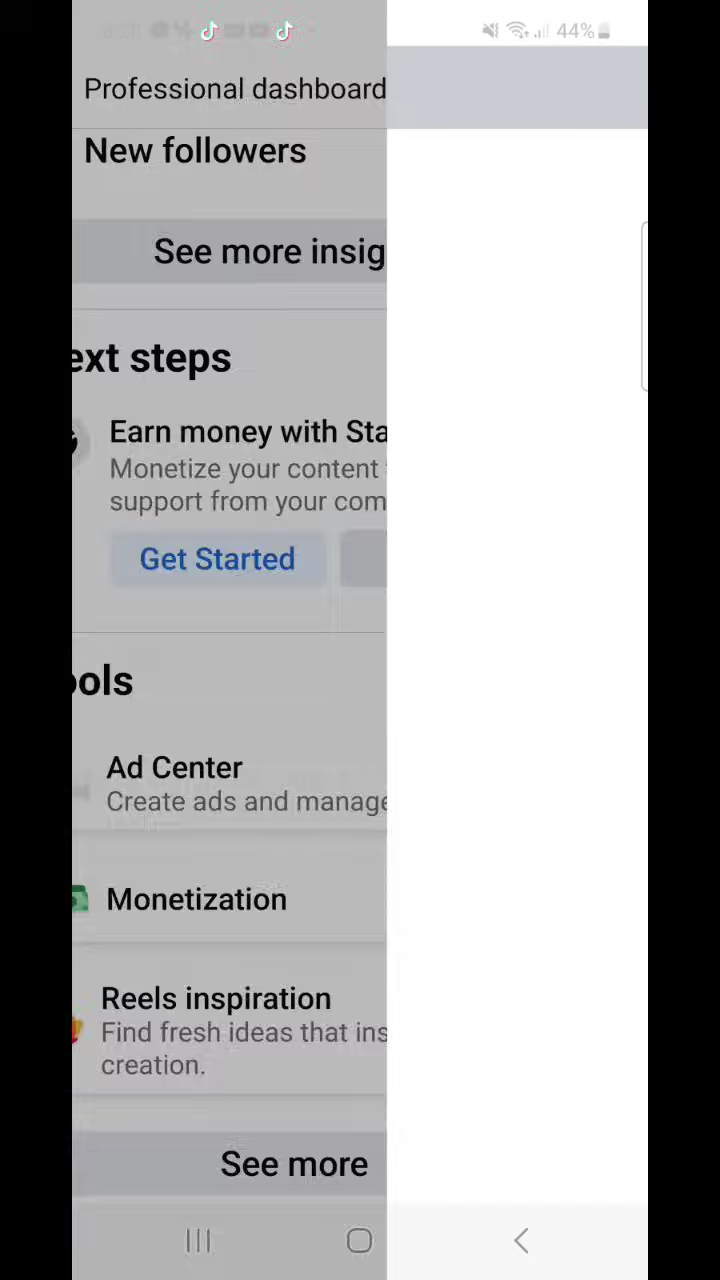 44%
Professional dashboard
New followers
See more insig
ext steps
Earn money with Sta
Monetize your content
support from your com
Get Started
ools
Ad Center
Create ads and manage
Monetization
Reels inspiration
Find fresh ideas that ins
creation.
See more